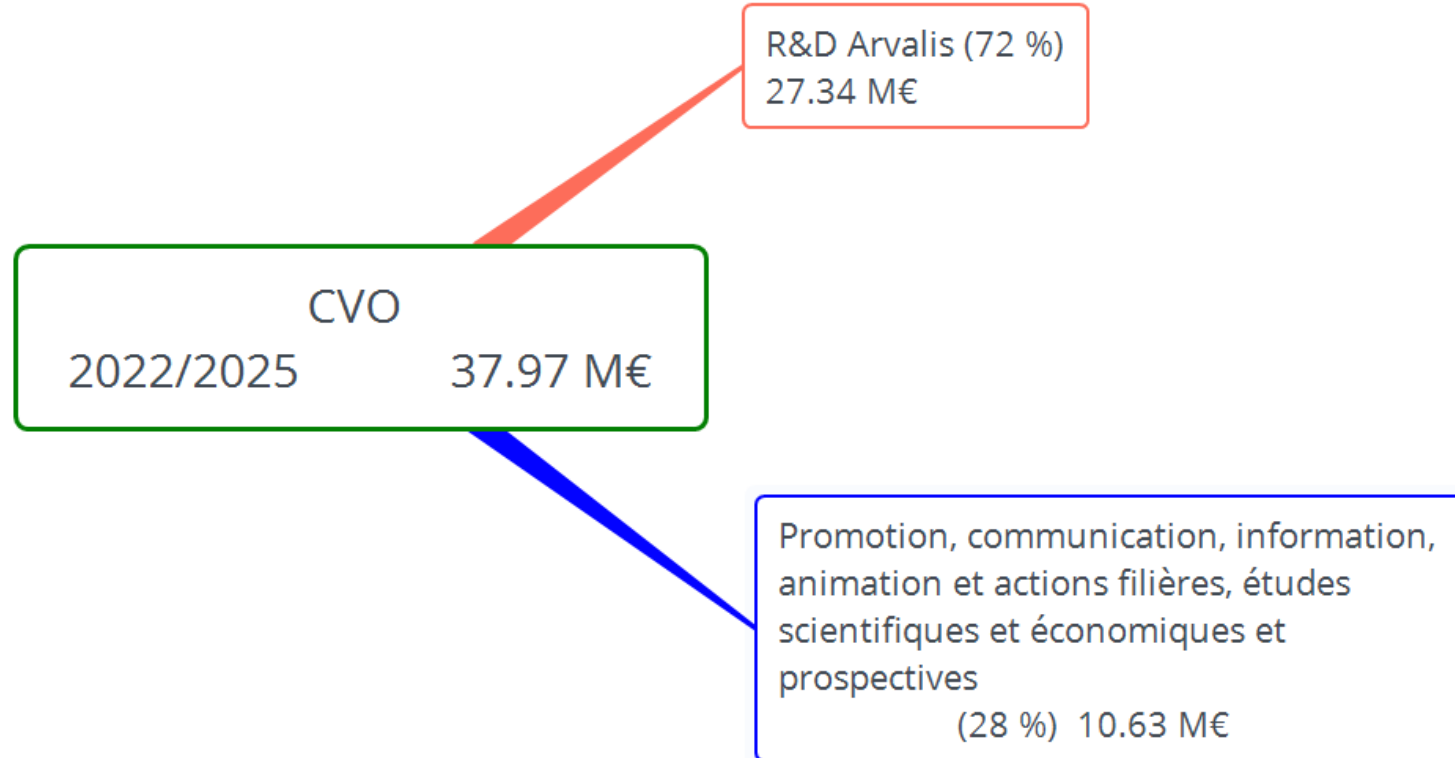 R&D Arvalis (72 %)
27.34 M€
CVO
2022/2025 37.97 M€
Promotion, communication, information,
animation et actions filières, études
scientifiques et économiques et
prospectives
(28 %) 10.63 M€